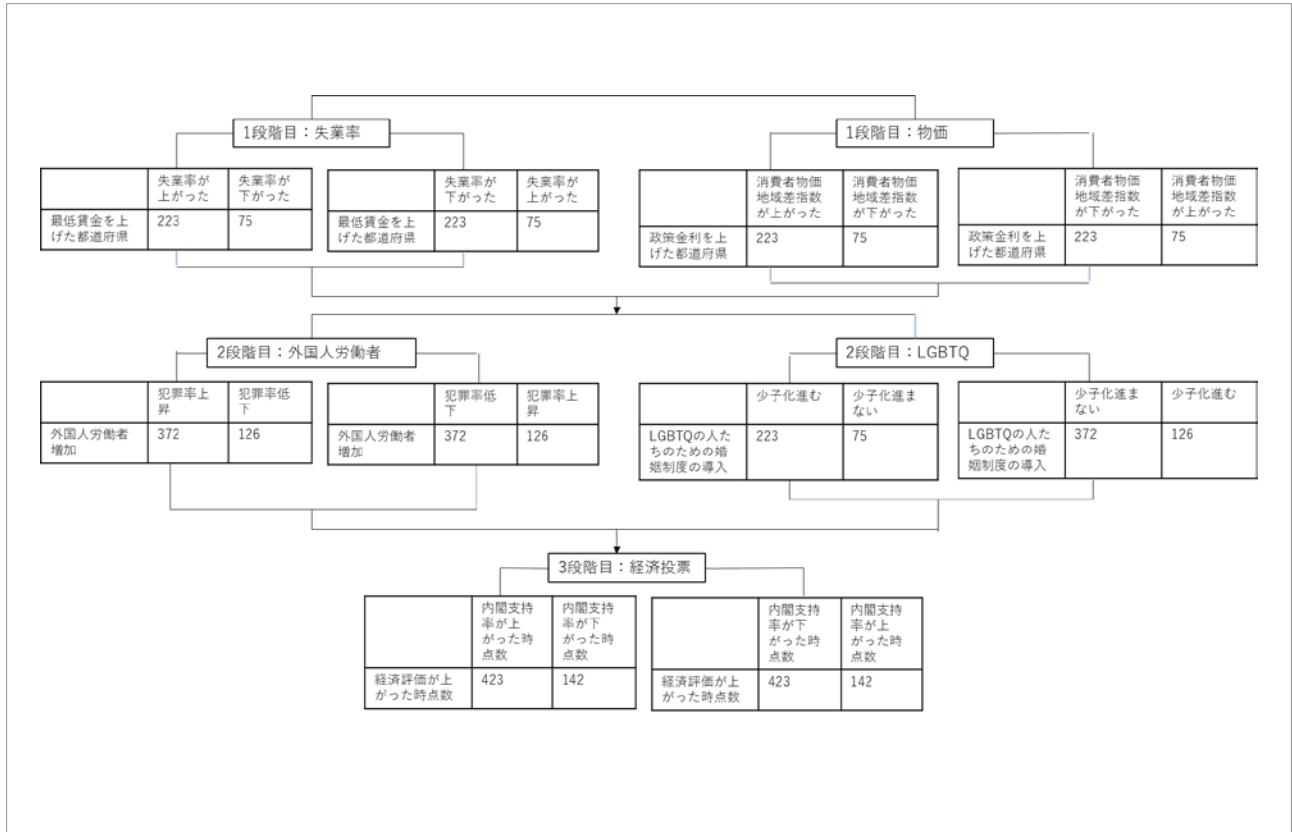 1段階目：失業率
1段階目：物価
失業率が
上がった
失業率が
下がった
最低賃金を上
げた都道府県
223
75
失業率が
下がった
失業率が
上がった
最低賃金を上
げた都道府県
223
75
消費者物価
地域差指数
が上がった
消費者物価
地域差指数
が下がった
政策金利を上
げた都道府県
223
75
消費者物価
地域差指数
が下がった
消費者物価
地域差指数
が上がった
政策金利を上
げた都道府県
223
75
2段階目：外国人労働者
2段階目：LGBTQ
犯罪率上
昇
犯罪率低
下
外国人労働者
増加
372
126
犯罪率低
下
犯罪率上
昇
外国人労働者
増加
372
126
少子化進む
少子化進ま
ない
LGBTQの人た
ちのための婚
姻制度の導入
223
75
少子化進ま
ない
少子化進む
LGBTQの人た
ちのための婚
姻制度の導入
372
126
3段階目：経済投票
内閣支持
率が上
がった時
点数
内閣支持
率が下
がった時
点数
経済評価が上
がった時点数
423
142
内閣支持
率が下
がった時
点数
内閣支持
率が上
がった時
点数
経済評価が上
がった時点数
423
142